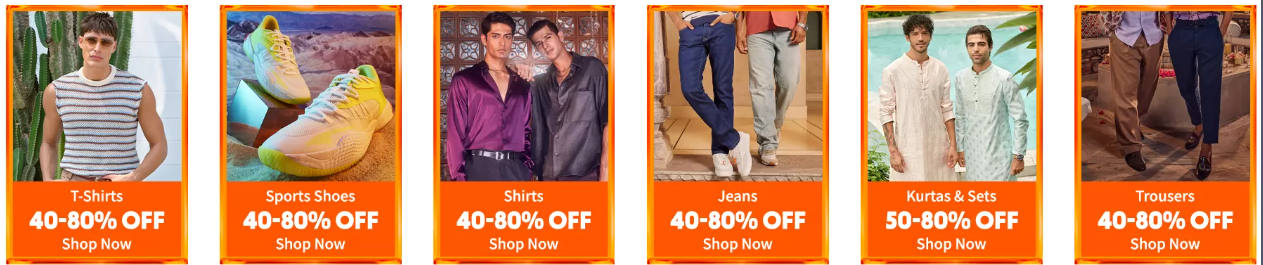 T-Shirts
40-80% OFF
Shop Now
Sports Shoes
40-80% OFF
Shop Now
Shirts
40-80% OFF
Shop Now
Jeans
40-80% OFF
Shop Now
Kurtas & Sets
50-80% OFF
Shop Now
Trousers
40-80% OFF
Shop Now